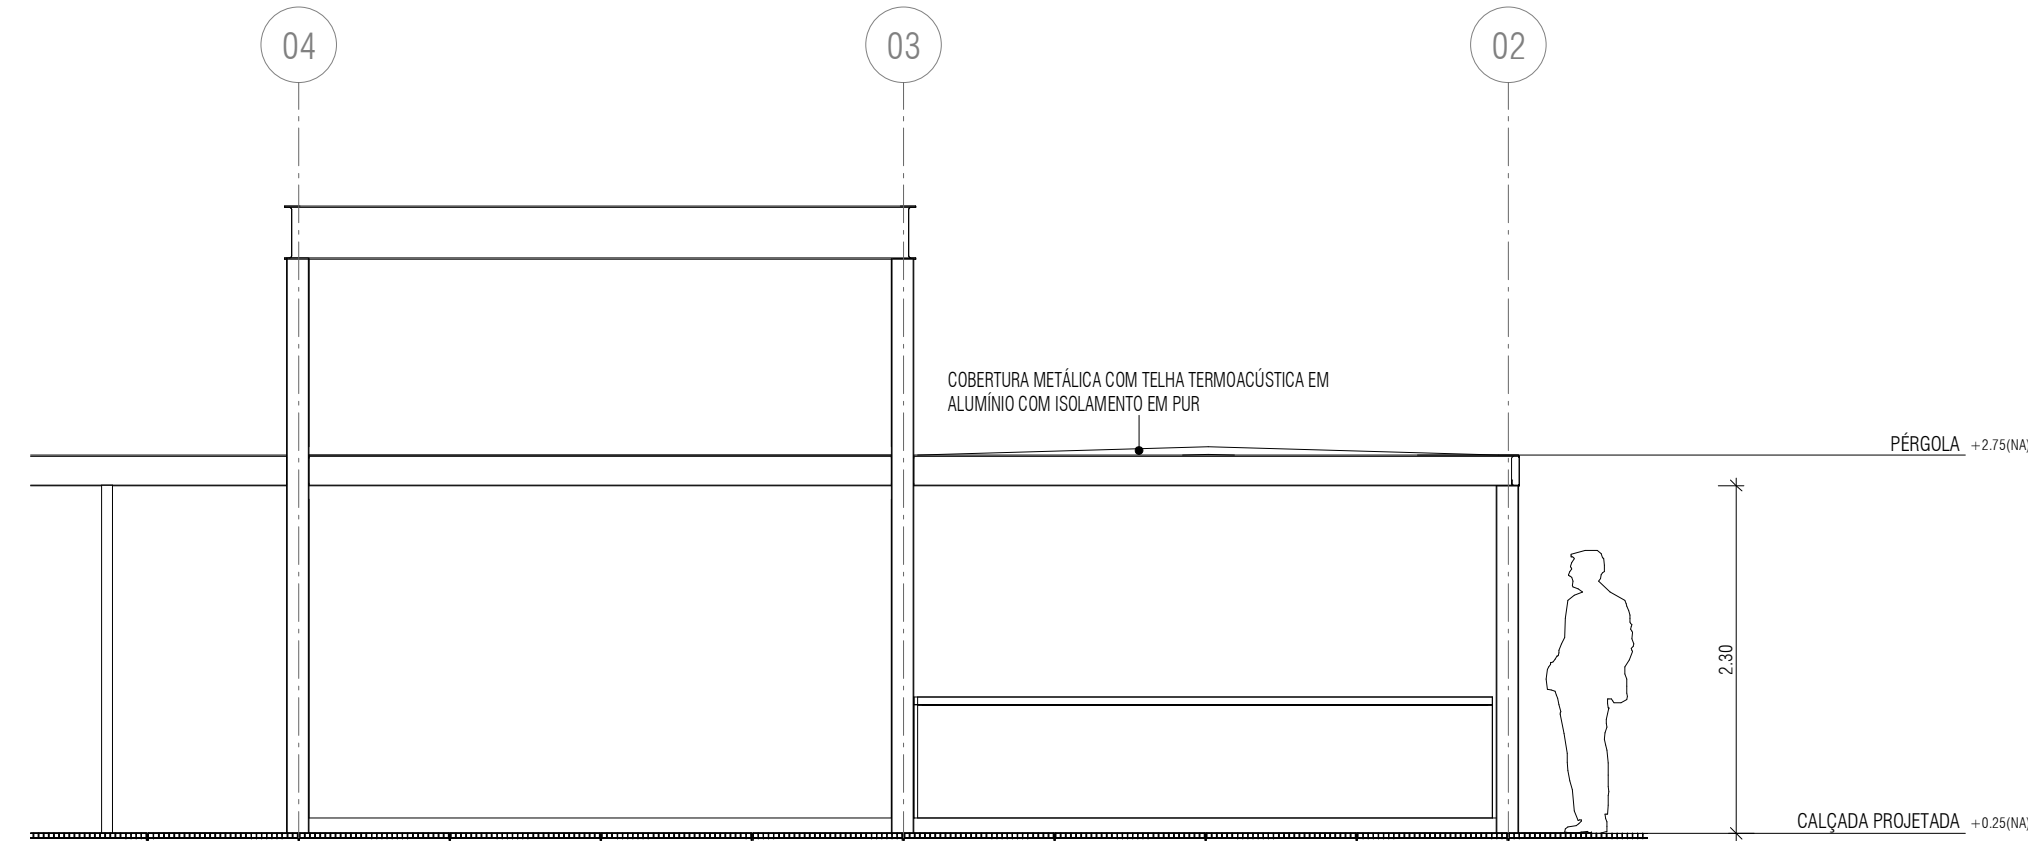 04
03
02
COBERTURA METÁLICA COM TELHA TERMOACÚSTICA EM
ALUMÍNIO COM ISOLAMENTO EM PUR
PÉRGOLA +2.75(NA)
2.30
CALÇADA PROJETADA +0.25(NA)